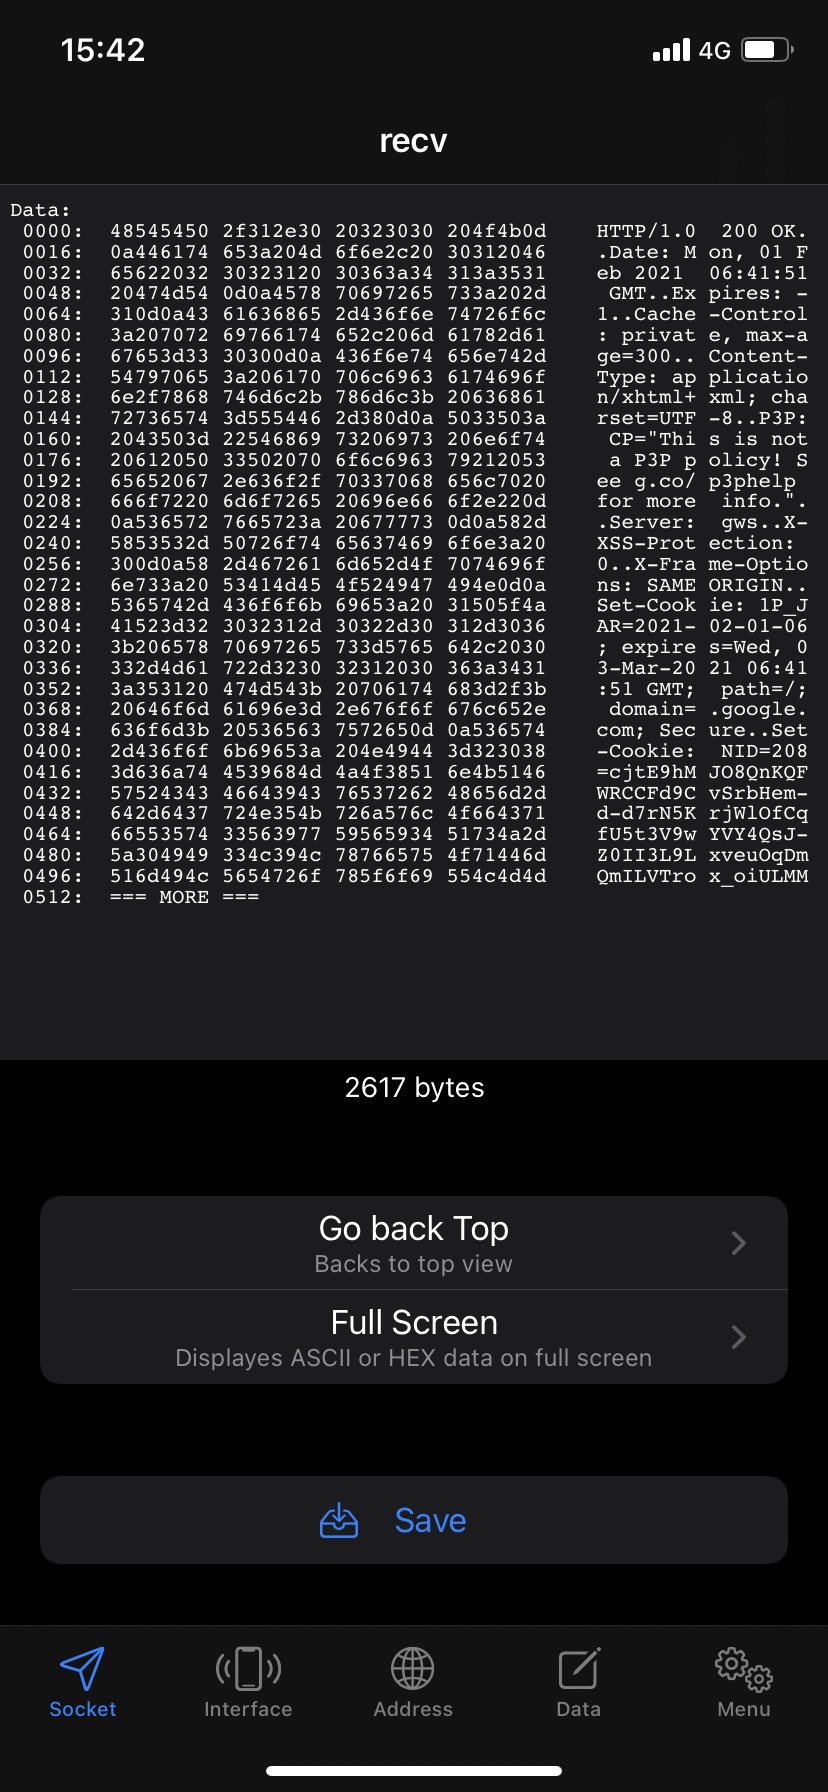 15:42
4G
recv
Data:
0000: 48545450 2f312e30 20323030 204f4b0d HTTP/1.0 200 OK.
0016: 0a446174 653a204d 6f6e2c20 30312046 .Date: M on, 01 F
0032: 65622032 30323120 30363a34 313a3531 eb 2021 06:41:51
0048: 20474d54 0d0a4578 70697265 733a202d GMT..Ex pires: -
0064: 310d0a43 61636865 2d436f6e 74726f6c 1..Cache -Control
0080: 3a207072 69766174 652c206d 61782d61 : privat e, max-a
0096: 67653d33 30300d0a 436f6e74 656e742d ge=300.. Content-
0112: 54797065 3a206170 706c6963 6174696f Type: ap plicatio
0128: 6e2f7868 746d6c2b 786d6c3b 20636861 n/xhtml+ xml; cha
0144: 72736574 3d555446 2d380d0a 5033503a rset=UTF -8..P3P:
0160: 2043503d 22546869 73206973 206e6f74 CP="Thi s is not
0176: 20612050 33502070 6f6c6963 79212053 a P3P p olicy! S
0192: 65652067 2e636f2f 70337068 656c7020 ee g.co/ p3phelp
0208: 666f7220 6d6f7265 20696e66 6f2e220d for more info.".
0224: 0a536572 7665723a 20677773 0d0a582d .Server: gws..X-
0240: 5853532d 50726f74 65637469 6f6e3a20 XSS-Prot ection:
0256: 300d0a58 2d467261 6d652d4f 7074696f 0..X-Fra me-Optio
0272: 6e733a20 53414d45 4f524947 494e0d0a ns: SAME ORIGIN..
0288: 5365742d 436f6f6b 69653a20 31505f4a Set-Cook ie: 1P_J
0304: 41523d32 3032312d 30322d30 312d3036 AR=2021- 02-01-06
0320: 3b206578 70697265 733d5765 642c2030 ; expire s=Wed, 0
0336: 332d4d61 722d3230 32312030 363a3431 3-Mar-20 21 06:41
0352: 3a353120 474d543b 20706174 683d2f3b :51 GMT; path=/;
0368: 20646f6d 61696e3d 2e676f6f 676c652e domain= .google.
0384: 636f6d3b 20536563 7572650d 0a536574 com; Sec ure..Set
0400: 2d436f6f 6b69653a 204e4944 3d323038 -Cookie: NID=208
0416: 3d636a74 4539684d 4a4f3851 6e4b5146 =cjtE9hM JO8QnKQF
0432: 57524343 46643943 76537262 48656d2d WRCCFd9C vSrbHem-
0448: 642d6437 724e354b 726a576c 4f664371 d-d7rN5K rjWlOfCq
0464: 66553574 33563977 59565934 51734a2d fU5t3V9w YVY4QsJ-
0480: 5a304949 334c394c 78766575 4f71446d Z0II3L9L xveuOqDm
0496: 516d494c 5654726f 785f6f69 554c4d4d QmILVTro x_oiULMM
0512: === MORE ===
2617 bytes
Go back Top
Backs to top view
Full Screen
Displayes ASCII or HEX data on full screen
Save
Socket Interface Address Data Menu